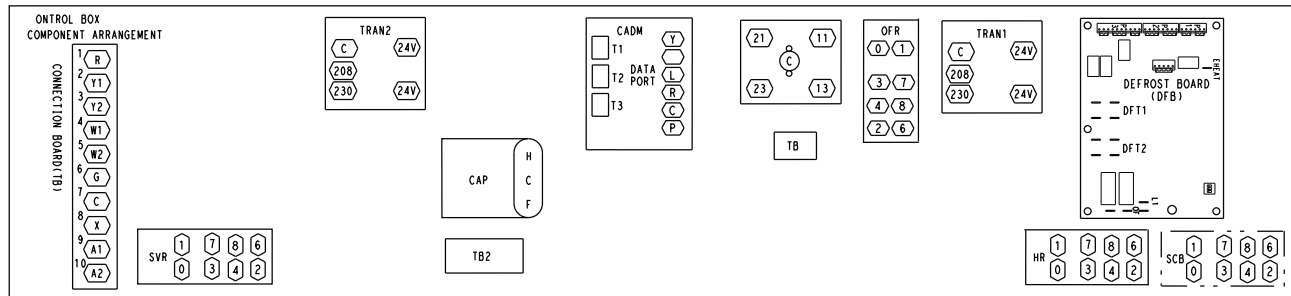 ONTROL BOX
COMPONENT ARRANGEMENT
CONNECTION BOARD(TB)
1 R
2 Y1
3 Y2
4 W1
5 W2
6 G
7 C
8 X
9 A1
10 A2
SVR
1 7 8 6
0 3 4 2
TRAN2
C 24V
208
230 24V
CAP
H
C
F
TB2
CADM
T1
T2
T3
DATA
PORT
Y
L
R
C
P
21 11
C
23 13
TB
OFR
0 1
3 7
4 8
2 6
TRAN1
C 24V
208
230 24V
EHEAT
DEFROST BOARD
(DFB)
DFT1
DFT2
L1
HR
1 7 8 6
0 3 4 2
SCB
1 7 8 6
0 3 4 2